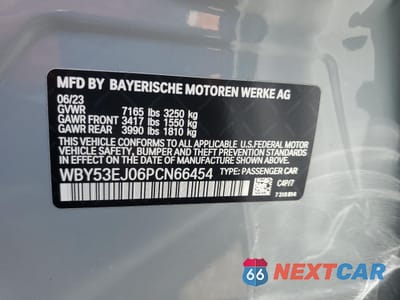 MFD BY BAYERISCHE MOTOREN WERKE AG
06/23
GVWR 7165 lbs 3250 kg
GAWR FRONT 3417 lbs 1550 kg
GAWR REAR 3990 lbs 1810 kg
THIS VEHICLE CONFORMS TO ALL APPLICABLE
FEDERAL MOTOR VEHICLE SAFETY, BUMPER,
AND THEFT PREVENTION STANDARDS IN EFFECT
ON THE DATE OF MANUFACTURE SHOWN ABOVE.
WBY53EJ06PCN66454 TYPE: PASSENGER CAR
66 NEXTCAR